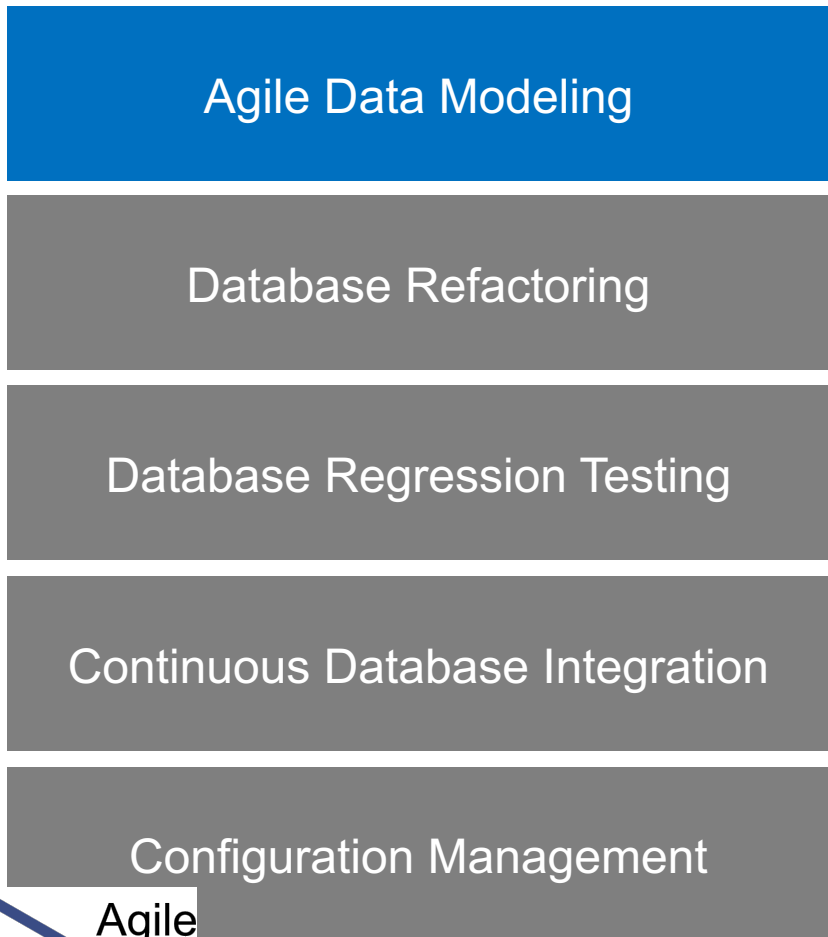 Agile Data Modeling
Database Refactoring
Database Regression Testing
Continuous Database Integration
Configuration Management
Agile